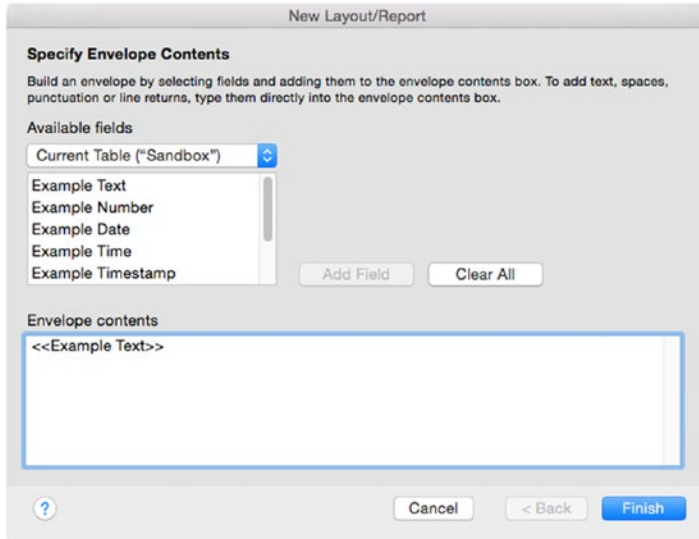 New Layout/Report
Specify Envelope Contents
Build an envelope by selecting fields and adding them to the envelope contents box. To add text, spaces,
punctuation or line returns, type them directly into the envelope contents box.
Available fields
Current Table ("Sandbox")
Example Text
Example Number
Example Date
Example Time
Example Timestamp
Add Field
Clear All
Envelope contents
<<Example Text>>
?
Cancel
< Back
Finish